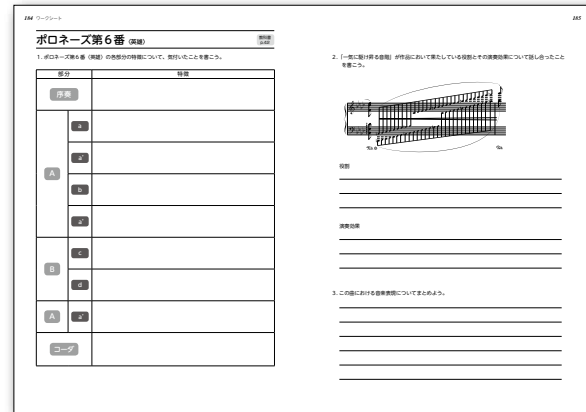 184 ワークシート
ポロネーズ第6番(英雄)
教科書
p.48
1. ポロネーズ第6番(英雄)の各部分の特徴について、気付いたことを書こう。
部分 特徴
序奏
A
a
a'
b
a'
B
c
d
A
a'
コーダ
185
2.「一気に駆け昇る音階」が作品において果たしている役割とその演奏効果について話し合ったこと
を書こう。
役割
演奏効果
3. この曲における音楽表現についてまとめよう。